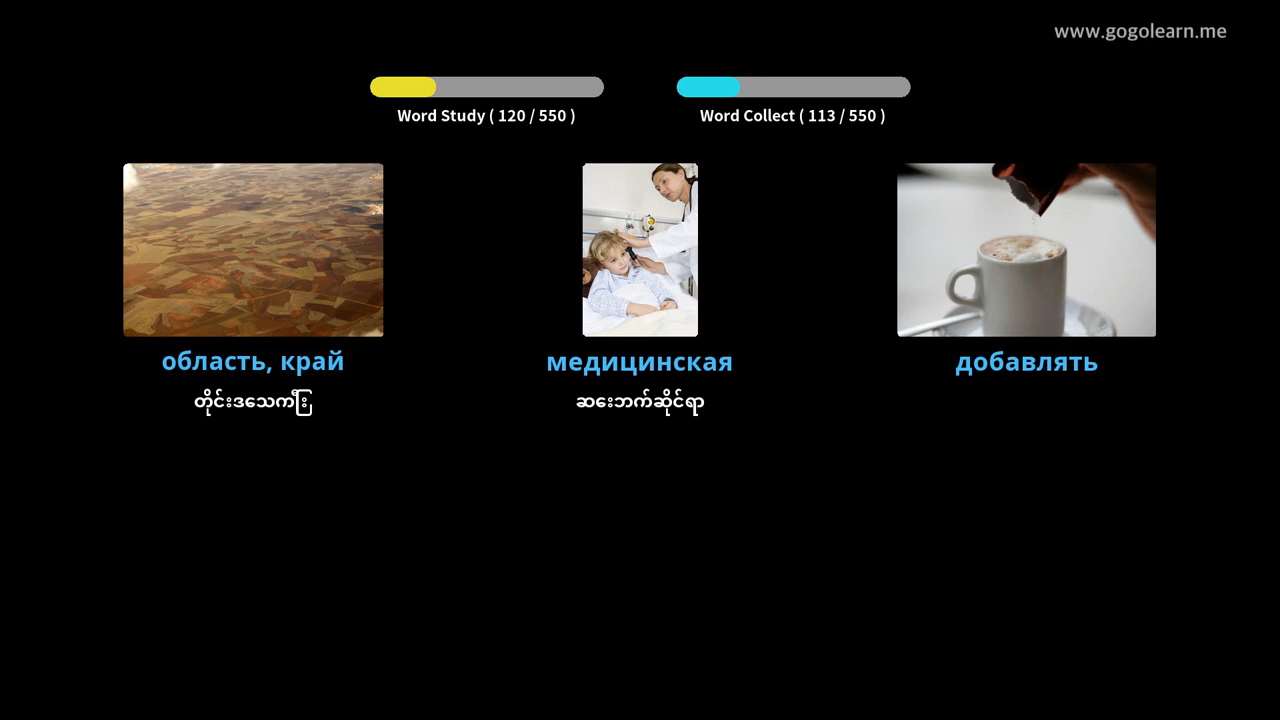 www.gogolearn.me
Word Study ( 120 / 550 )
Word Collect ( 113 / 550 )
область, край
медицинская
добавлять
တိုင်းဒသေကြီး
ဆေးဘက်ဆိုင်ရာ